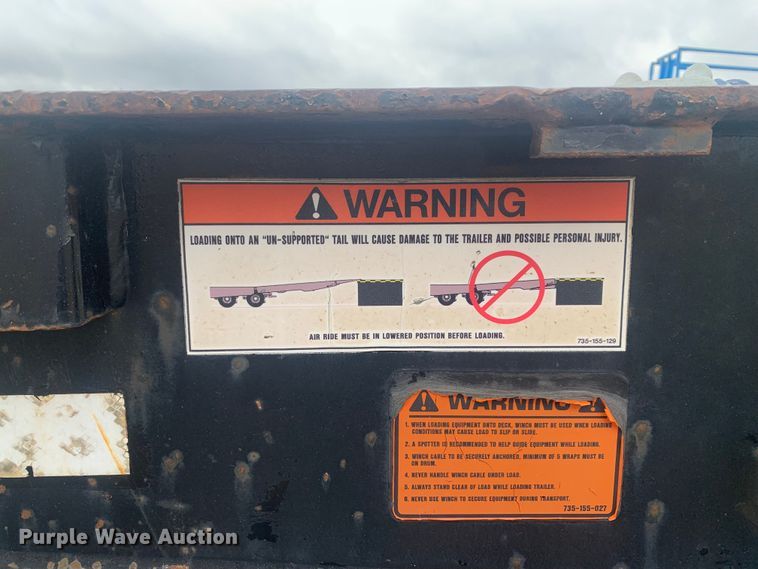 WARNING
LOADING ONTO AN "UN-SUPPORTED" TAIL WILL CAUSE DAMAGE TO THE TRAILER AND POSSIBLE PERSONAL INJURY.
AIR RIDE MUST BE IN LOWERED POSITION BEFORE LOADING.
735-155-129
WARNING
1. WHEN LOADING EQUIPMENT ONTO DECK, WINCH MUST BE USED WHEN LOADING
CONDITIONS MAY CAUSE LOAD TO SLIP OR SLIDE.
2. A SPOTTER IS RECOMMENDED TO HELP GUIDE EQUIPMENT WHILE LOADING.
3. WINCH CABLE TO BE SECURELY ANCHORED, MINIMUM OF 5 WRAPS MUST BE
ON DRUM.
4. NEVER HANDLE WINCH CABLE UNDER LOAD.
5. ALWAYS STAND CLEAR OF LOAD WHILE LOADING TRAILER.
6. NEVER USE WINCH TO SECURE EQUIPMENT DURING TRANSPORT.
735-155-027
Purple Wave Auction